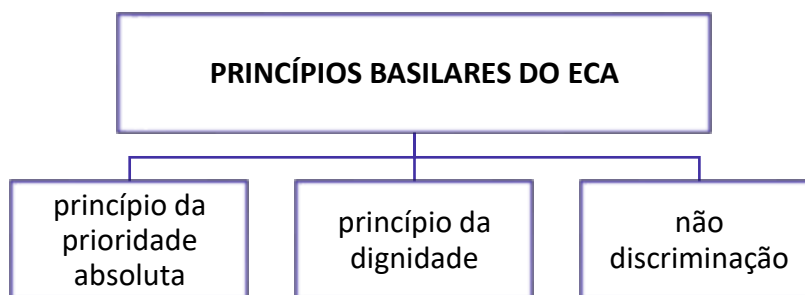 PRINCÍPIOS BASILARES DO ECA
princípio da
prioridade
absoluta
princípio da
dignidade
não
discriminação